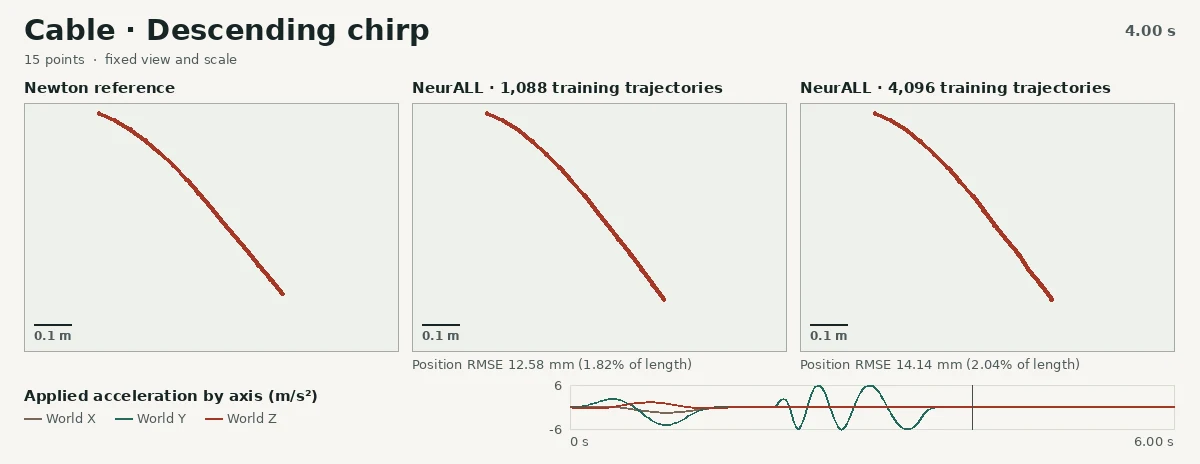 Cable · Descending chirp
4.00 s
15 points · fixed view and scale
Newton reference
NeurALL · 1,088 training trajectories
NeurALL · 4,096 training trajectories
0.1 m
0.1 m
0.1 m
Position RMSE 12.58 mm (1.82% of length)
Position RMSE 14.14 mm (2.04% of length)
Applied acceleration by axis (m/s²)
World X World Y World Z
6
-6
0 s
6.00 s